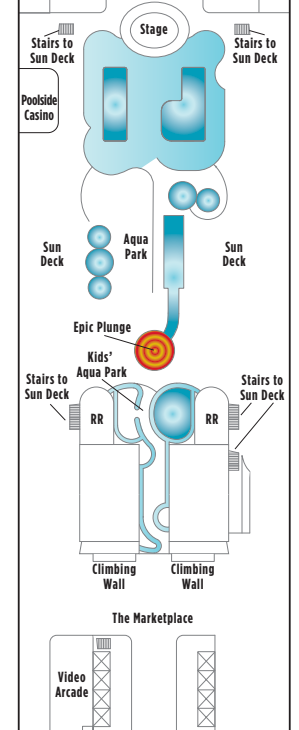 Stage
Stairs to
Sun Deck
Stairs to
Sun Deck
Poolside
Casino
Sun
Deck
Aqua
Park
Sun
Deck
Epic Plunge
Kids'
Aqua Park
Stairs to
Sun Deck
Stairs to
Sun Deck
RR
RR
Climbing
Wall
Climbing
Wall
The Marketplace
Video
Arcade